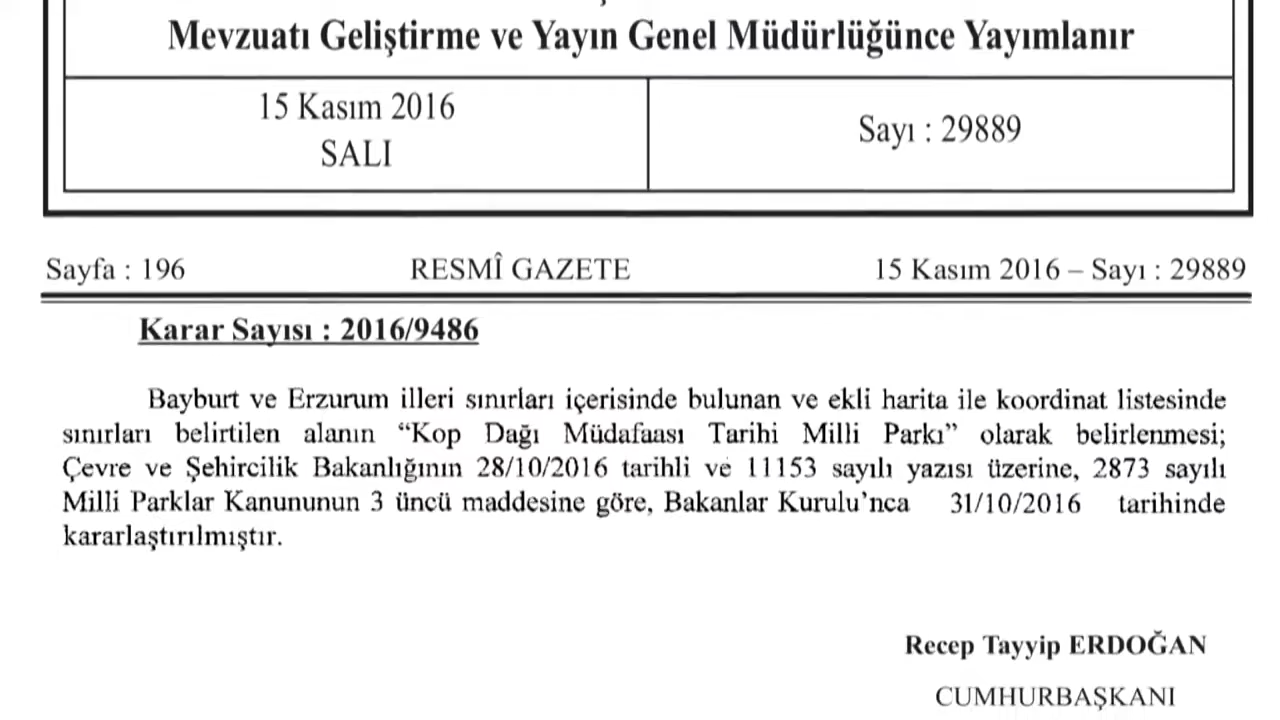 Mevzuatı Geliştirme ve Yayın Genel Müdürlüğünce Yayımlanır
15 Kasım 2016
SALI
Sayı : 29889
Sayfa : 196 RESMÎ GAZETE 15 Kasım 2016 – Sayı : 29889
Karar Sayısı : 2016/9486
Bayburt ve Erzurum illeri sınırları içerisinde bulunan ve ekli harita ile koordinat listesinde
sınırları belirtilen alanın “Kop Dağı Müdafaası Tarihi Milli Parkı” olarak belirlenmesi;
Çevre ve Şehircilik Bakanlığının 28/10/2016 tarihli ve 11153 sayılı yazısı üzerine, 2873 sayılı
Milli Parklar Kanununun 3 üncü maddesine göre, Bakanlar Kurulu’nca 31/10/2016 tarihinde
kararlaştırılmıştır.
Recep Tayyip ERDOĞAN
CUMHURBAŞKANI